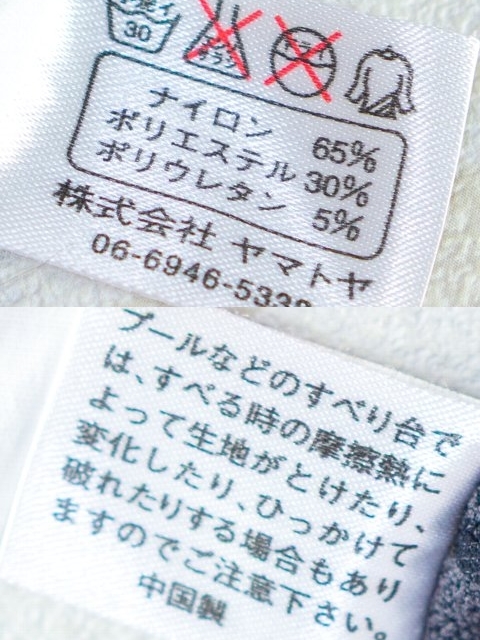 30
ナイロン 65%
ポリエステル 30%
ポリウレタン 5%
株式会社 ヤマトヤ
プールなどのすべり台で
は、すべる時の摩擦熱に
よって生地がとけたり、
変化したり、ひっかけて
破れたりする場合もあり
ますのでご注意下さい。
中国製